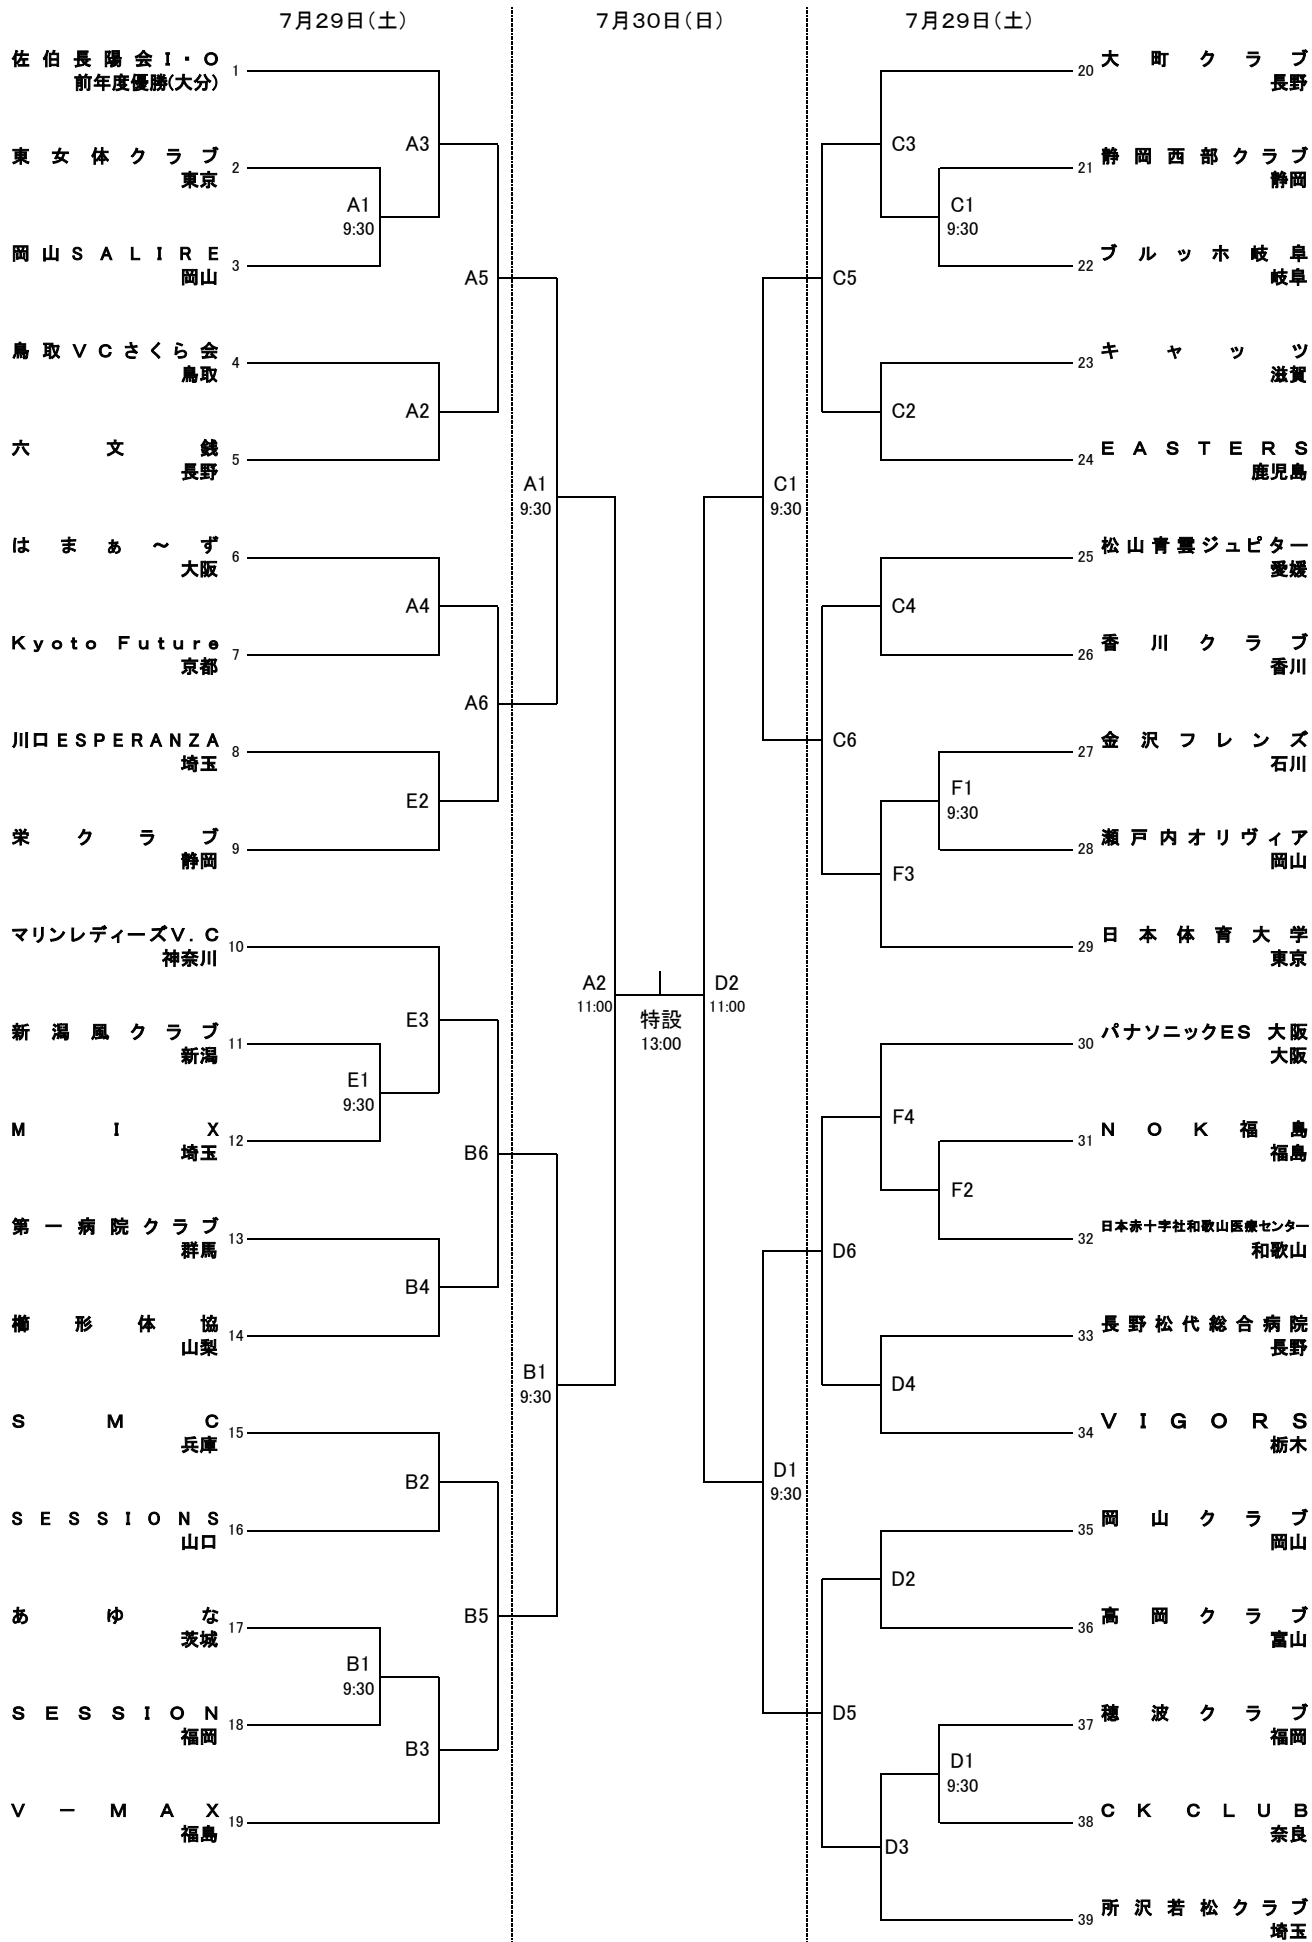 7月29日(土)
7月30日(日)
7月29日(土)
佐伯長陽会I・O
前年度優勝(大分)
1
東女体クラブ
東京
2
岡山SALIRE
岡山
3
鳥取VCさくら会
鳥取
4
六文銭
長野
5
はまぁ～ず
大阪
6
Kyoto Future
京都
7
川口ESPERANZA
埼玉
8
栄クラブ
静岡
9
マリンレディーズV.C
神奈川
10
新潟風クラブ
新潟
11
MIX
埼玉
12
第一病院クラブ
群馬
13
櫛形体協
山梨
14
SMC
兵庫
15
SESSIONS
山口
16
あゆな
茨城
17
SESSION
福岡
18
V－MAX
福島
19
A3
A1
9:30
A5
A2
A4
A6
E2
E3
E1
9:30
B6
B4
B2
B5
B1
9:30
B3
A1
9:30
B1
9:30
A2
11:00
特設
13:00
D2
11:00
C1
9:30
D1
9:30
C3
C1
9:30
C5
C2
C4
C6
F1
9:30
F3
F4
F2
D6
D4
D2
D5
D1
9:30
D3
20
大町クラブ
長野
21
静岡西部クラブ
静岡
22
ブルッホ岐阜
岐阜
23
キャッツ
滋賀
24
EASTERS
鹿児島
25
松山青雲ジュピター
愛媛
26
香川クラブ
香川
27
金沢フレンズ
石川
28
瀬戸内オリヴィア
岡山
29
日本体育大学
東京
30
パナソニックES 大阪
大阪
31
NOK福島
福島
32
日本赤十字社和歌山医療センター
和歌山
33
長野松代総合病院
長野
34
VIGORS
栃木
35
岡山クラブ
岡山
36
高岡クラブ
富山
37
穂波クラブ
福岡
38
CK CLUB
奈良
39
所沢若松クラブ
埼玉